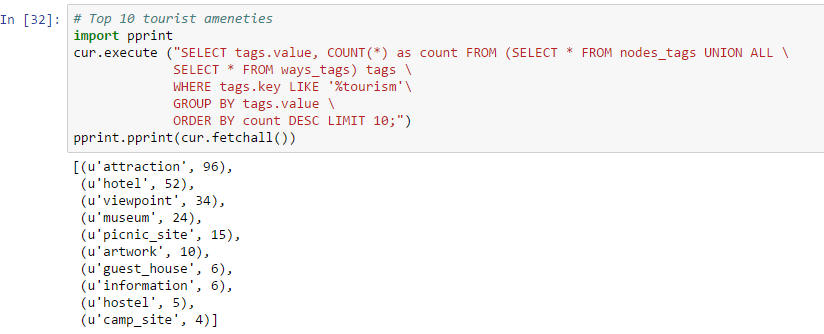 In [32]: # Top 10 tourist ameneties
import pprint
cur.execute ("SELECT tags.value, COUNT(*) as count FROM (SELECT * FROM nodes_tags UNION ALL \
SELECT * FROM ways_tags) tags \
WHERE tags.key LIKE '%tourism'\
GROUP BY tags.value \
ORDER BY count DESC LIMIT 10;")
pprint.pprint(cur.fetchall())
[(u'attraction', 96),
(u'hotel', 52),
(u'viewpoint', 34),
(u'museum', 24),
(u'picnic_site', 15),
(u'artwork', 10),
(u'guest_house', 6),
(u'information', 6),
(u'hostel', 5),
(u'camp_site', 4)]